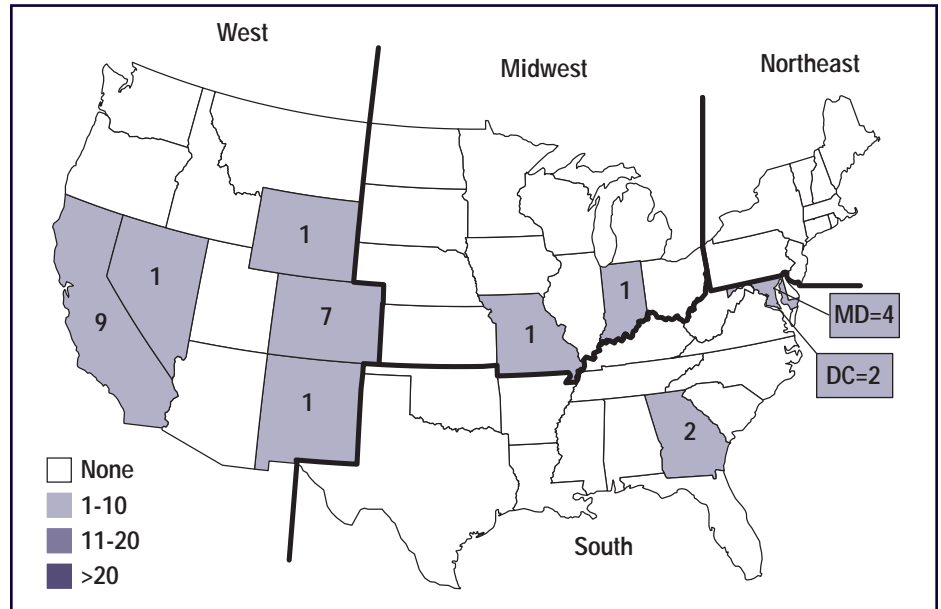 West
Midwest
Northeast
1
1
9
7
1
1
1
MD=4
DC=2
2
None
1-10
11-20
>20
South